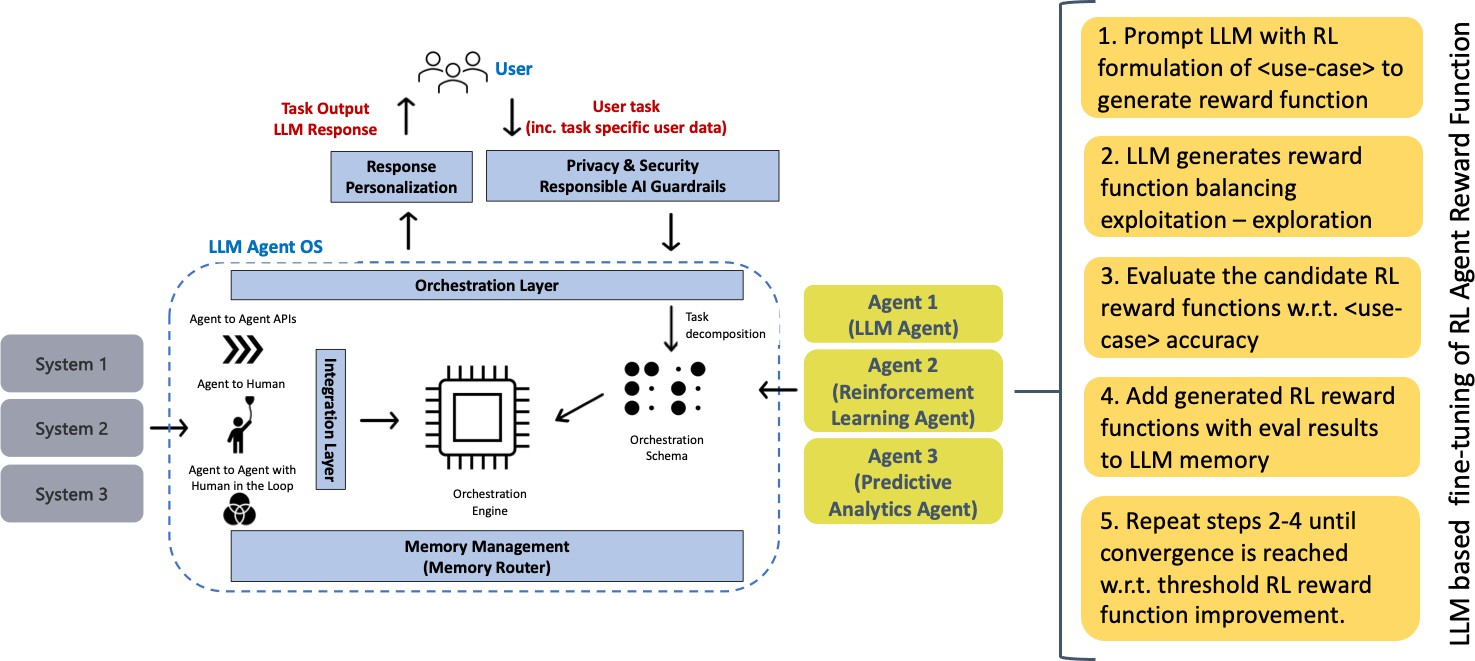 User
Task Output
LLM Response
User task
(inc. task specific user data)
Response
Personalization
Privacy & Security
Responsible AI Guardrails
LLM Agent OS
Orchestration Layer
Agent to Agent APIs
Agent to Human
Agent to Agent with
Human in the Loop
Integration Layer
Task
decomposition
Orchestration
Schema
Orchestration
Engine
Memory Management
(Memory Router)
System 1
System 2
System 3
Agent 1
(LLM Agent)
Agent 2
(Reinforcement
Learning Agent)
Agent 3
(Predictive
Analytics Agent)
1. Prompt LLM with RL
formulation of <use-case> to
generate reward function
2. LLM generates reward
function balancing
exploitation – exploration
3. Evaluate the candidate RL
reward functions w.r.t. <use-
case> accuracy
4. Add generated RL reward
functions with eval results
to LLM memory
5. Repeat steps 2-4 until
convergence is reached
w.r.t. threshold RL reward
function improvement.
LLM based fine-tuning of RL Agent Reward Function